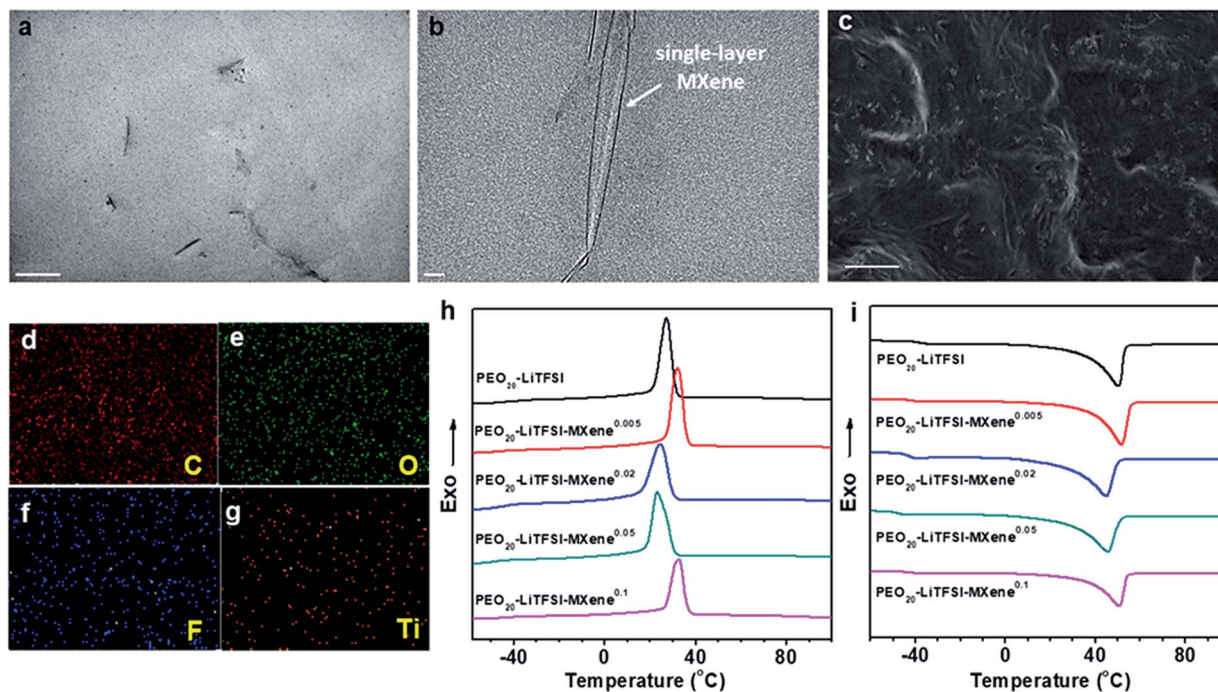 a
b
single-layer
MXene
c
d
C
e
O
f
F
g
Ti
h
PEO₂₀-LiTFSI
PEO₂₀-LiTFSI-MXene⁰·⁰⁰⁵
PEO₂₀-LiTFSI-MXene⁰·⁰²
PEO₂₀-LiTFSI-MXene⁰·⁰⁵
PEO₂₀-LiTFSI-MXene⁰·¹
Exo
-40 0 40 80
Temperature (°C)
i
PEO₂₀-LiTFSI
PEO₂₀-LiTFSI-MXene⁰·⁰⁰⁵
PEO₂₀-LiTFSI-MXene⁰·⁰²
PEO₂₀-LiTFSI-MXene⁰·⁰⁵
PEO₂₀-LiTFSI-MXene⁰·¹
Exo
-40 0 40 80
Temperature (°C)